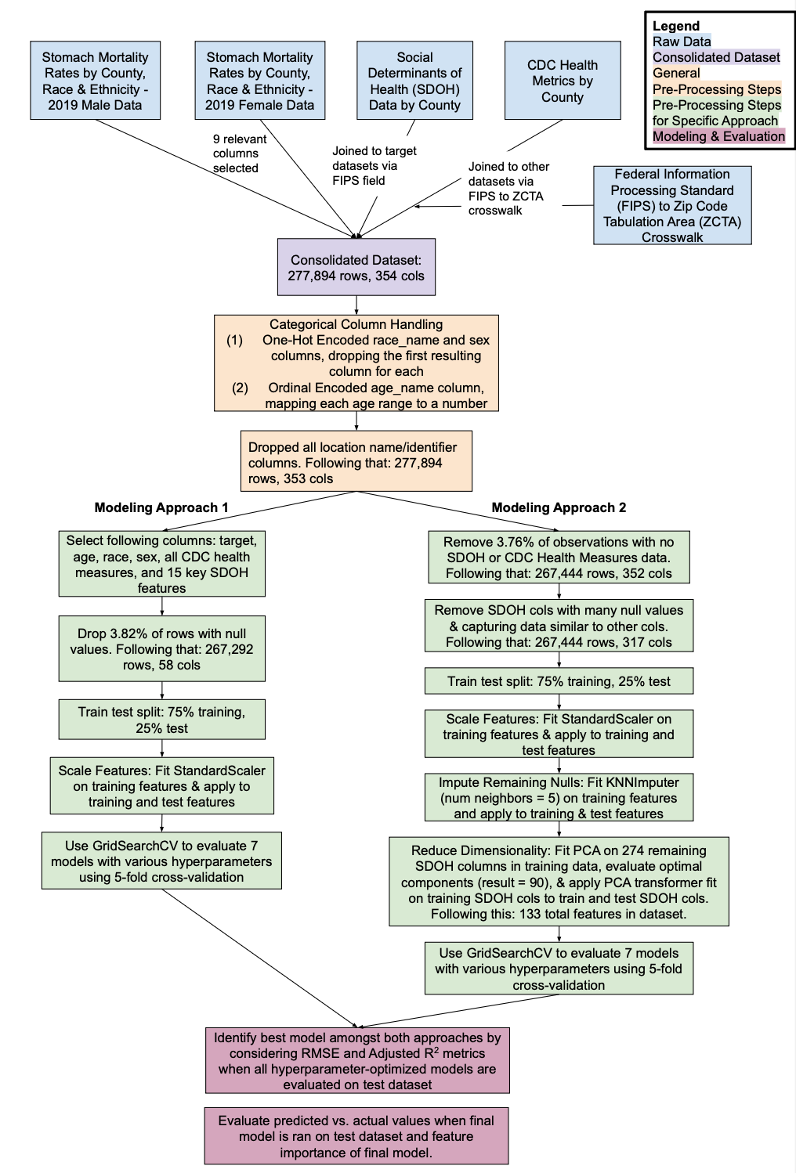 Legend
Raw Data
Consolidated Dataset
General
Pre-Processing Steps
Pre-Processing Steps
for Specific Approach
Modeling & Evaluation
Stomach Mortality
Rates by County,
Race & Ethnicity -
2019 Male Data
Stomach Mortality
Rates by County,
Race & Ethnicity -
2019 Female Data
Social
Determinants of
Health (SDOH)
Data by County
CDC Health
Metrics by
County
9 relevant
columns
selected
Joined to target
datasets via
FIPS field
Joined to other
datasets via
FIPS to ZCTA
crosswalk
Federal Information
Processing Standard
(FIPS) to Zip Code
Tabulation Area (ZCTA)
Crosswalk
Consolidated Dataset:
277,894 rows, 354 cols
Categorical Column Handling
(1) One-Hot Encoded race_name and sex
columns, dropping the first resulting
column for each
(2) Ordinal Encoded age_name column,
mapping each age range to a number
Dropped all location name/identifier
columns. Following that: 277,894
rows, 353 cols
Modeling Approach 1
Select following columns: target,
age, race, sex, all CDC health
measures, and 15 key SDOH
features
Drop 3.82% of rows with null
values. Following that: 267,292
rows, 58 cols
Train test split: 75% training,
25% test
Scale Features: Fit StandardScaler
on training features & apply to
training and test features
Use GridSearchCV to evaluate 7
models with various hyperparameters
using 5-fold cross-validation
Modeling Approach 2
Remove 3.76% of observations with no
SDOH or CDC Health Measures data.
Following that: 267,444 rows, 352 cols
Remove SDOH cols with many null values
& capturing data similar to other cols.
Following that: 267,444 rows, 317 cols
Train test split: 75% training, 25% test
Scale Features: Fit StandardScaler on
training features & apply to training and
test features
Impute Remaining Nulls: Fit KNNImputer
(num neighbors = 5) on training features
and apply to training & test features
Reduce Dimensionality: Fit PCA on 274 remaining
SDOH columns in training data, evaluate optimal
components (result = 90), & apply PCA transformer fit
on training SDOH cols to train and test SDOH cols.
Following this: 133 total features in dataset.
Use GridSearchCV to evaluate 7 models
with various hyperparameters using 5-fold
cross-validation
Identify best model amongst both approaches by
considering RMSE and Adjusted R² metrics
when all hyperparameter-optimized models are
evaluated on test dataset
Evaluate predicted vs. actual values when final
model is ran on test dataset and feature
importance of final model.